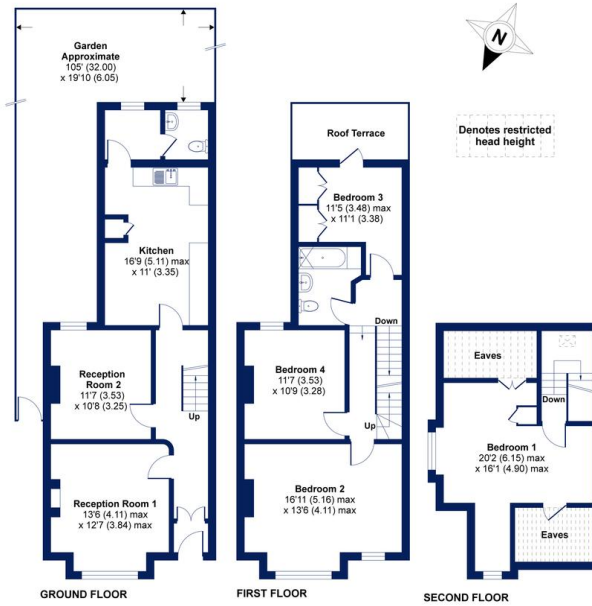 Garden
Approximate
105' (32.00)
x 19'10 (6.05)
N
Denotes restricted
head height
Roof Terrace
Bedroom 3
11'5 (3.48) max
x 11'1 (3.38)
Kitchen
16'9 (5.11) max
x 11' (3.35)
Down
Reception
Room 2
11'7 (3.53)
x 10'8 (3.25)
Up
Bedroom 4
11'7 (3.53)
x 10'9 (3.28)
Up
Eaves
Down
Bedroom 1
20'2 (6.15) max
x 16'1 (4.90) max
Reception Room 1
13'6 (4.11) max
x 12'7 (3.84) max
Bedroom 2
16'11 (5.16) max
x 13'6 (4.11) max
Eaves
GROUND FLOOR
FIRST FLOOR
SECOND FLOOR